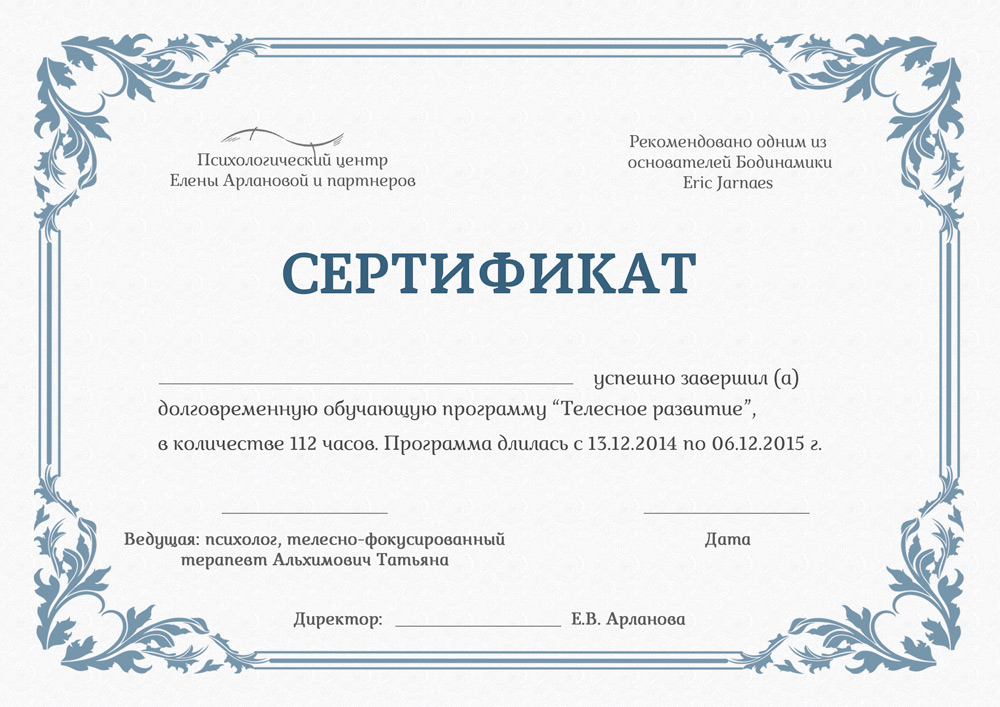 Психологический центр
Елены Арлановой и партнеров
Рекомендовано одним из
основателей Бодинамики
Eric Jarnaes
СЕРТИФИКАТ
успешно завершил (а)
долговременную обучающую программу “Телесное развитие”,
в количестве 112 часов. Программа длилась с 13.12.2014 по 06.12.2015 г.
Ведущая: психолог, телесно-фокусированный
терапевт Альхимович Татьяна
Дата
Директор: Е.В. Арланова